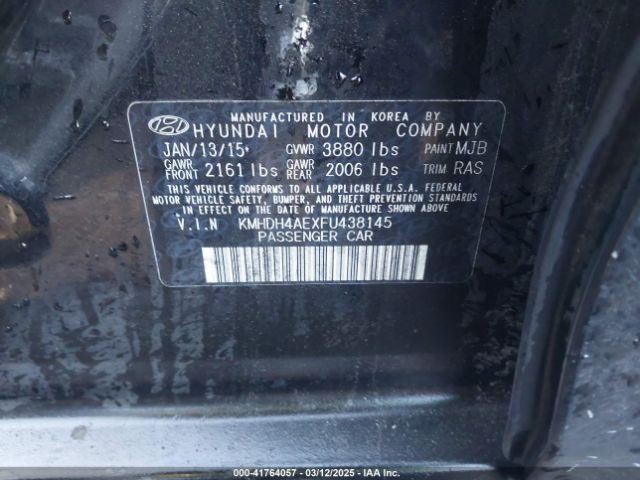 MANUFACTURED IN KOREA BY
HYUNDAI MOTOR COMPANY
JAN/13/15* GVWR 3880 lbs PAINT MJB
GAWR FRONT 2161 lbs GAWR REAR 2006 lbs TRIM RAS
THIS VEHICLE CONFORMS TO ALL APPLICABLE U.S.A. FEDERAL
MOTOR VEHICLE SAFETY, BUMPER, AND THEFT PREVENTION STANDARDS
IN EFFECT ON THE DATE OF MANUFACTURE SHOWN ABOVE.
V.I.N KMHDH4AEXFU438145
PASSENGER CAR
000-41764057 - 03/12/2025 - IAA Inc.